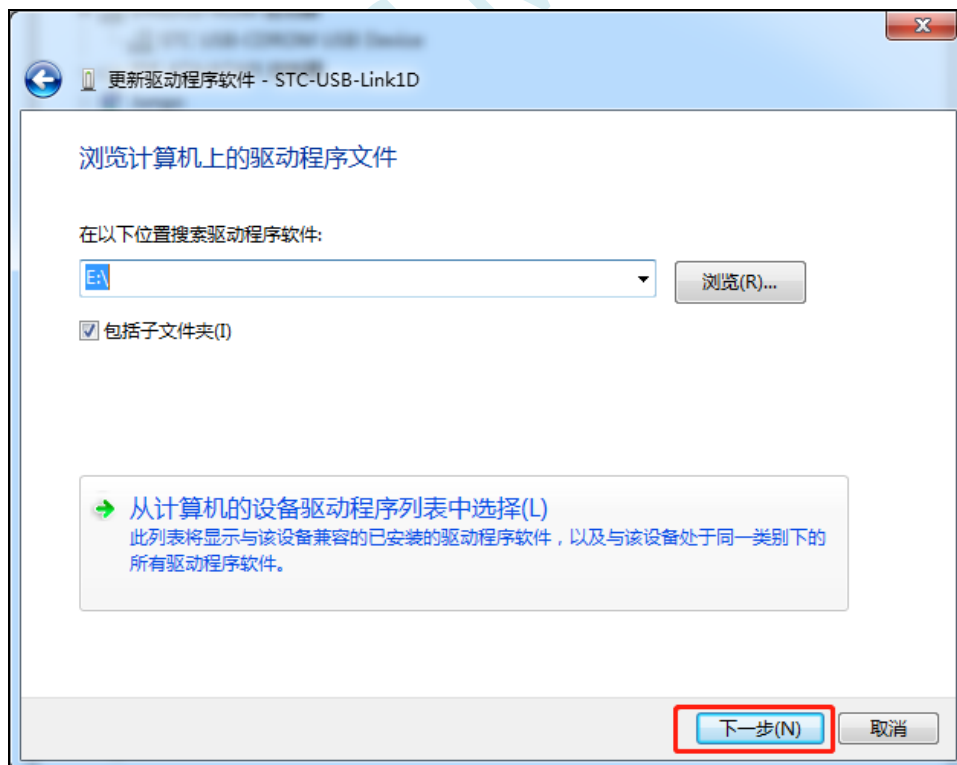 STC USB-CDROM USB Device
更新驱动程序软件 - STC-USB-Link1D
浏览计算机上的驱动程序文件
在以下位置搜索驱动程序软件:
E:\
浏览(R)...
包括子文件夹(I)
从计算机的设备驱动程序列表中选择(L)
此列表将显示与该设备兼容的已安装的驱动程序软件，以及与该设备处于同一类别下的
所有驱动程序软件。
下一步(N)
取消